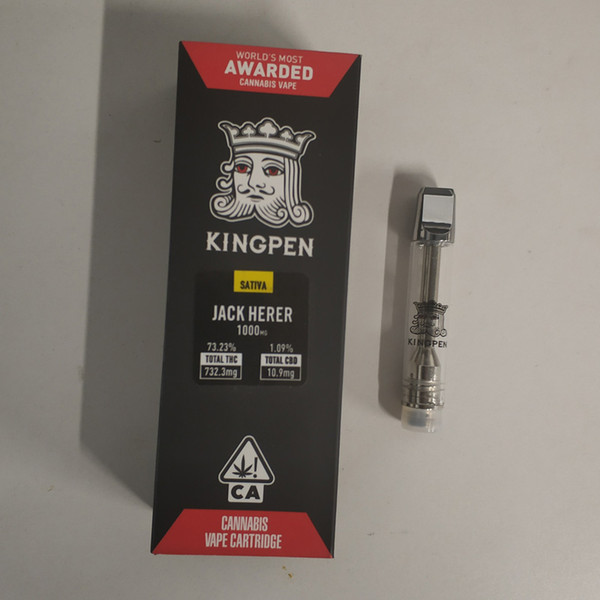 WORLD'S MOST
AWARDED
CANNABIS VAPE
KINGPEN
SATIVA
JACK HERER
1000MG
73.23% 1.09%
TOTAL THC TOTAL CBD
732.3mg 10.9mg
!
CA
CANNABIS
VAPE CARTRIDGE
KINGPEN